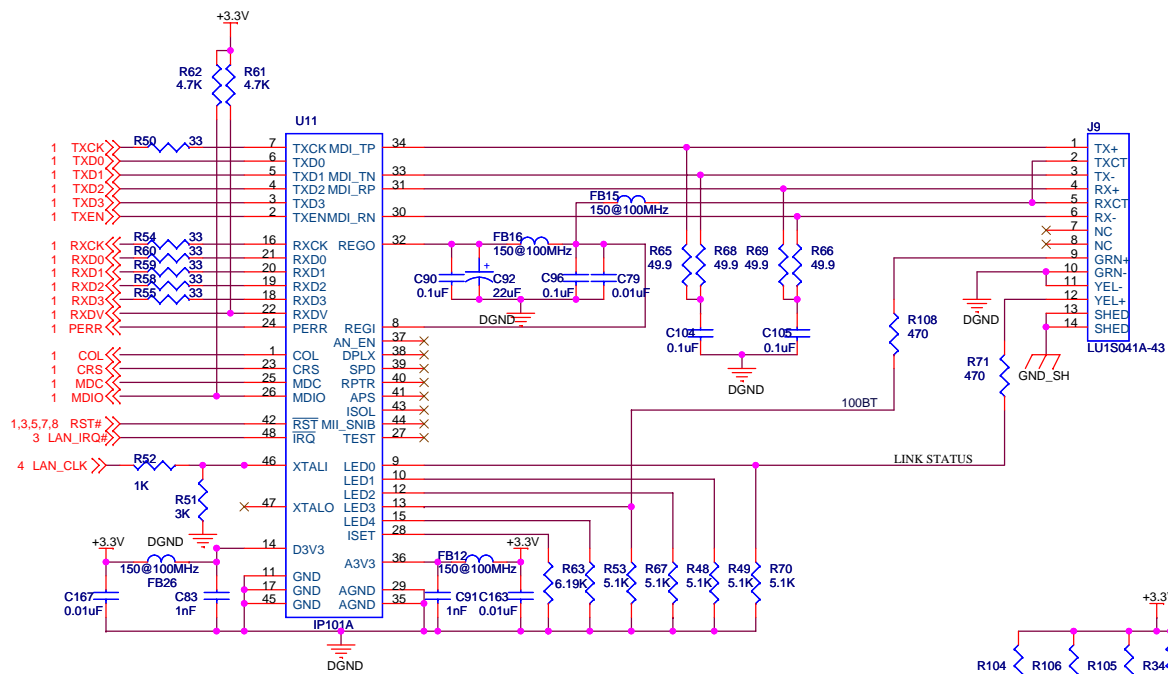 +3.3V
R62 R61
4.7K 4.7K
U11
J9
1 TXCK R50 33 7 TXCK MDI_TP 34 1 TX+
1 TXD0 6 TXD0 2 TXCT
1 TXD1 5 TXD1 MDI_TN 33 3 TX-
1 TXD2 4 TXD2 MDI_RP 31 4 RX+
1 TXD3 3 TXD3 FB15 5 RXCT
150@100MHz
1 TXEN 2 TXEN MDI_RN 30 6 RX-
7 NC
1 RXCK R54 33 16 RXCK REGO 32 FB16 8 NC
150@100MHz
1 RXD0 R60 33 21 RXD0 9 GRN+
1 RXD1 R59 33 20 RXD1 10 GRN-
1 RXD2 R58 33 19 RXD2 11 YEL-
1 RXD3 R55 33 18 RXD3 12 YEL+
1 RXDV 22 RXDV 13 SHED
1 PERR 24 PERR 14 SHED
LU1S041A-43
R65 R68 R69 R66
49.9 49.9 49.9 49.9
C90 C92 C96 C79
0.1uF 22uF 0.1uF 0.01uF
+
DGND
DGND
REGI 8
AN_EN 37
C104 C105
0.1uF 0.1uF
DGND
R108
470
R71
470
GND_SH
1 COL 1 COL DPLX 38
1 CRS 23 CRS SPD 39
1 MDC 25 MDC RPTR 40
1 MDIO 26 MDIO APS 41
ISOL 43
100BT
1,3,5,7,8 RST# 42 RST MII_SNIB 44
3 LAN_IRQ# 48 IRQ TEST 27
4 LAN_CLK R52 46 XTALI LED0 9 LINK STATUS
1K
LED1 10
R51
3K
LED2 12
47 XTALO LED3 13
LED4 15
ISET 28
DGND
+3.3V
150@100MHz
FB26
14 D3V3 A3V3 36
FB12
150@100MHz
+3.3V
R63 R53 R67 R48 R49 R70
6.19K 5.1K 5.1K 5.1K 5.1K 5.1K
11 GND
17 GND AGND 29
45 GND AGND 35
C167
0.01uF
C83
1nF
C91
1nF
C163
0.01uF
IP101A
DGND
+3.3
R104 R106 R105 R34